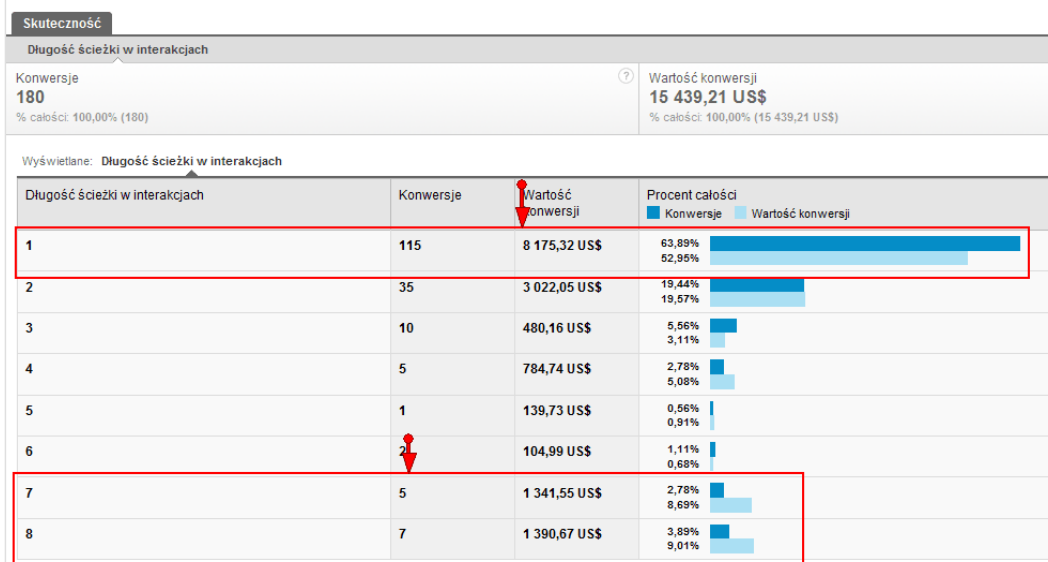 Skuteczność
Długość ścieżki w interakcjach
Konwersje ? Wartość konwersji
180 15 439,21 US$
% całości: 100,00% (180) % całości: 100,00% (15 439,21 US$)
Wyświetlane: Długość ścieżki w interakcjach
Długość ścieżki w interakcjach Konwersje Wartość konwersji Procent całości
Konwersje Wartość konwersji
1 115 8 175,32 US$ 63,89%
52,95%
2 35 3 022,05 US$ 19,44%
19,57%
3 10 480,16 US$ 5,56%
3,11%
4 5 784,74 US$ 2,78%
5,08%
5 1 139,73 US$ 0,56%
0,91%
6 2 104,99 US$ 1,11%
0,68%
7 5 1 341,55 US$ 2,78%
8,69%
8 7 1 390,67 US$ 3,89%
9,01%